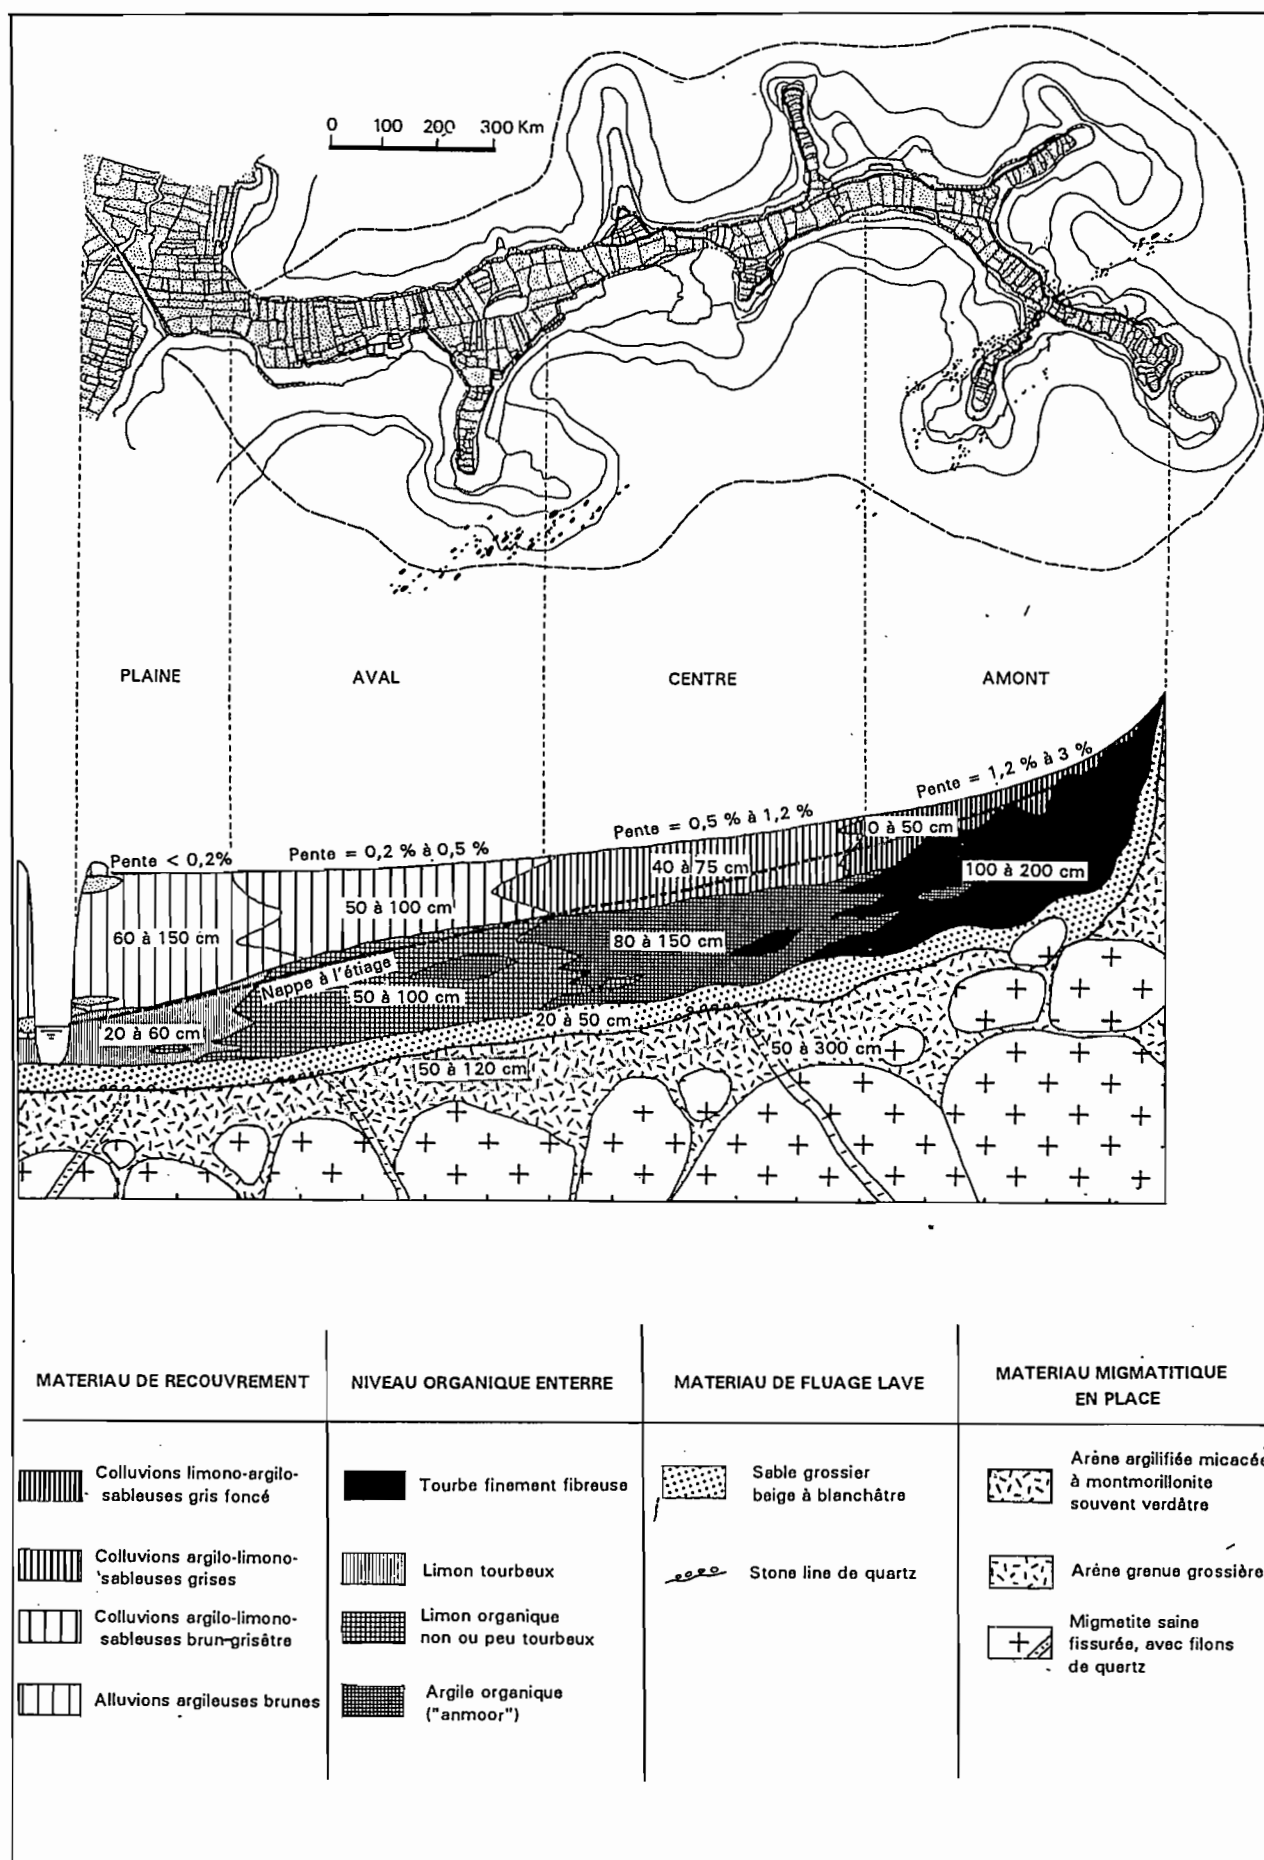 0 100 200 300 Km
PLAINE AVAL CENTRE AMONT
Pente = 1,2 % à 3 %
Pente = 0,5 % à 1,2 %
Pente = 0,2 % à 0,5 %
Pente < 0,2%
0 à 50 cm
40 à 75 cm
100 à 200 cm
50 à 100 cm
60 à 150 cm
80 à 150 cm
Nappe à l'étiage
50 à 100 cm
20 à 60 cm
20 à 50 cm
50 à 300 cm
50 à 120 cm
MATERIAU DE RECOUVREMENT
Colluvions limono-argilo-
sableuses gris foncé
Colluvions argilo-limono-
sableuses grises
Colluvions argilo-limono-
sableuses brun-grisêtre
Alluvions argileuses brunes
NIVEAU ORGANIQUE ENTERRE
Tourbe finement fibreuse
Limon tourbeux
Limon organique
non ou peu tourbeux
Argile organique
("anmoor")
MATERIAU DE FLUAGE LAVE
Sable grossier
beige à blanchâtre
Stone line de quartz
MATERIAU MIGMATITIQUE
EN PLACE
Arène argilifiée micacée
à montmorillonite
souvent verdâtre
Arène grenue grossière
Migmetite saine
fissurée, avec filons
de quertz